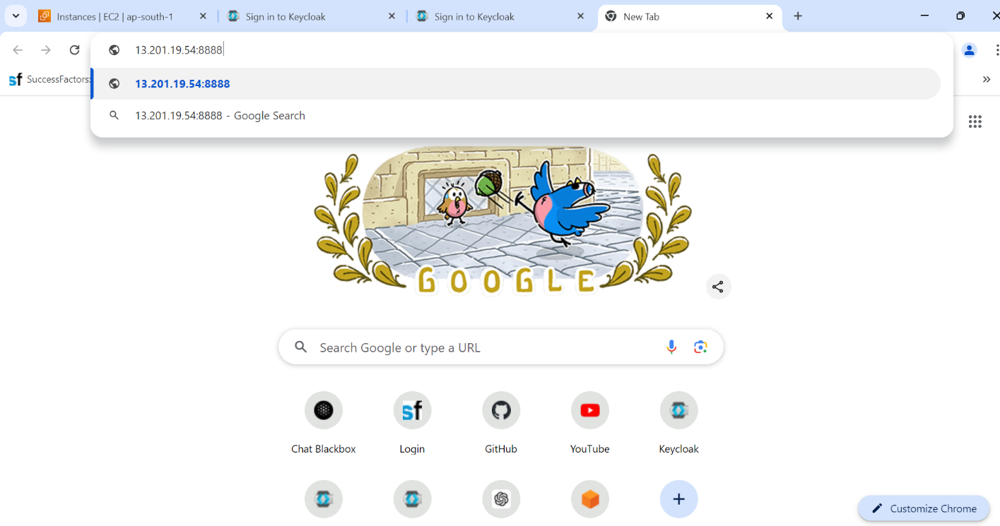 Instances | EC2 | ap-south-1
Sign in to Keycloak
Sign in to Keycloak
New Tab
13.201.19.54:8888
sf SuccessFactors:
13.201.19.54:8888
13.201.19.54:8888 - Google Search
GOOGLE
Search Google or type a URL
sf
Chat Blackbox
Login
GitHub
YouTube
Keycloak
Customize Chrome